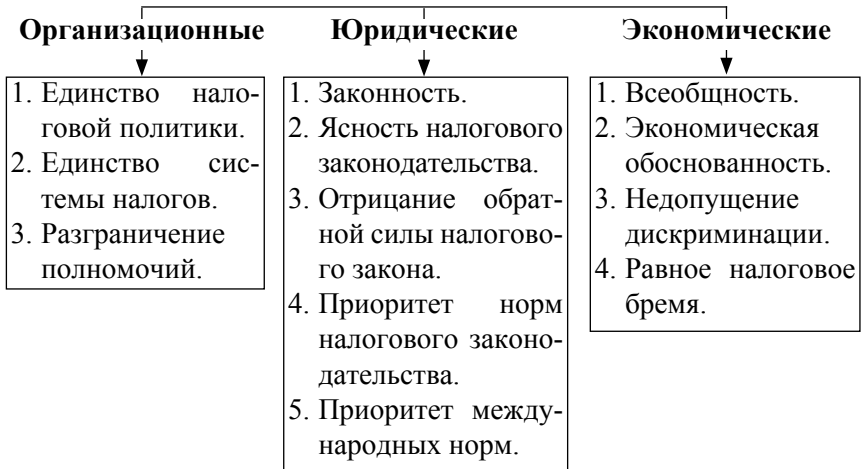 Организационные
1. Единство нало-
говой политики.
2. Единство сис-
темы налогов.
3. Разграничение
полномочий.
Юридические
1. Законность.
2. Ясность налогового
законодательства.
3. Отрицание обрат-
ной силы налогово-
го закона.
4. Приоритет норм
налогового законо-
дательства.
5. Приоритет между-
народных норм.
Экономические
1. Всеобщность.
2. Экономическая
обоснованность.
3. Недопущение
дискриминации.
4. Равное налоговое
бремя.